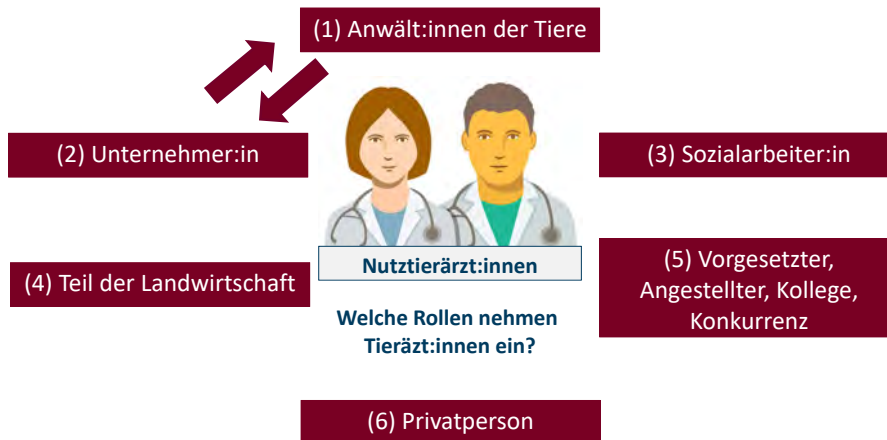 (1) Anwält:innen der Tiere
(2) Unternehmer:in
(3) Sozialarbeiter:in
(4) Teil der Landwirtschaft
Nutztierärzt:innen
(5) Vorgesetzter,
Angestellter, Kollege,
Konkurrenz
Welche Rollen nehmen
Tieräzt:innen ein?
(6) Privatperson